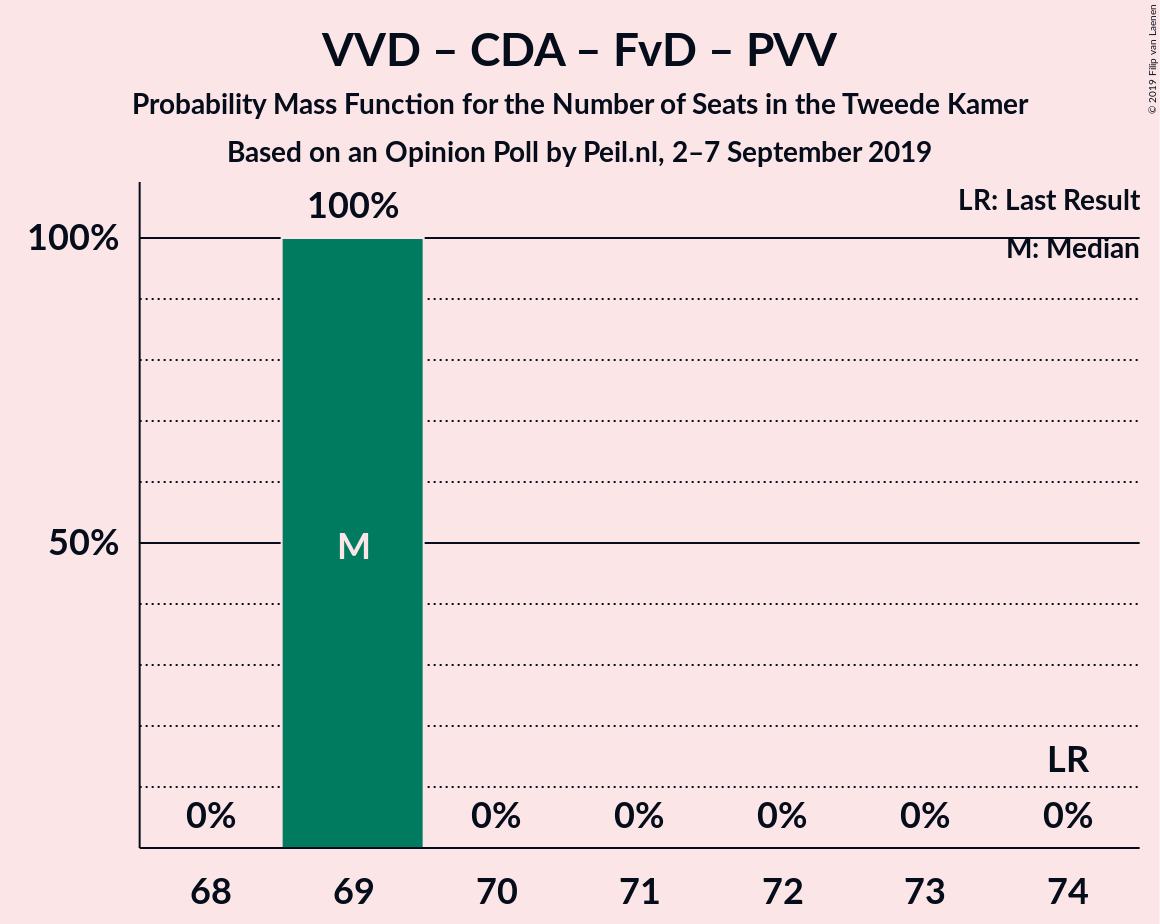 VVD – CDA – FvD – PVV
Probability Mass Function for the Number of Seats in the Tweede Kamer
Based on an Opinion Poll by Peil.nl, 2–7 September 2019
© 2019 Filip van Laenen
LR: Last Result
M: Median
100%
100%
50%
M
LR
0%
0%
0%
0%
0%
0%
68
69
70
71
72
73
74